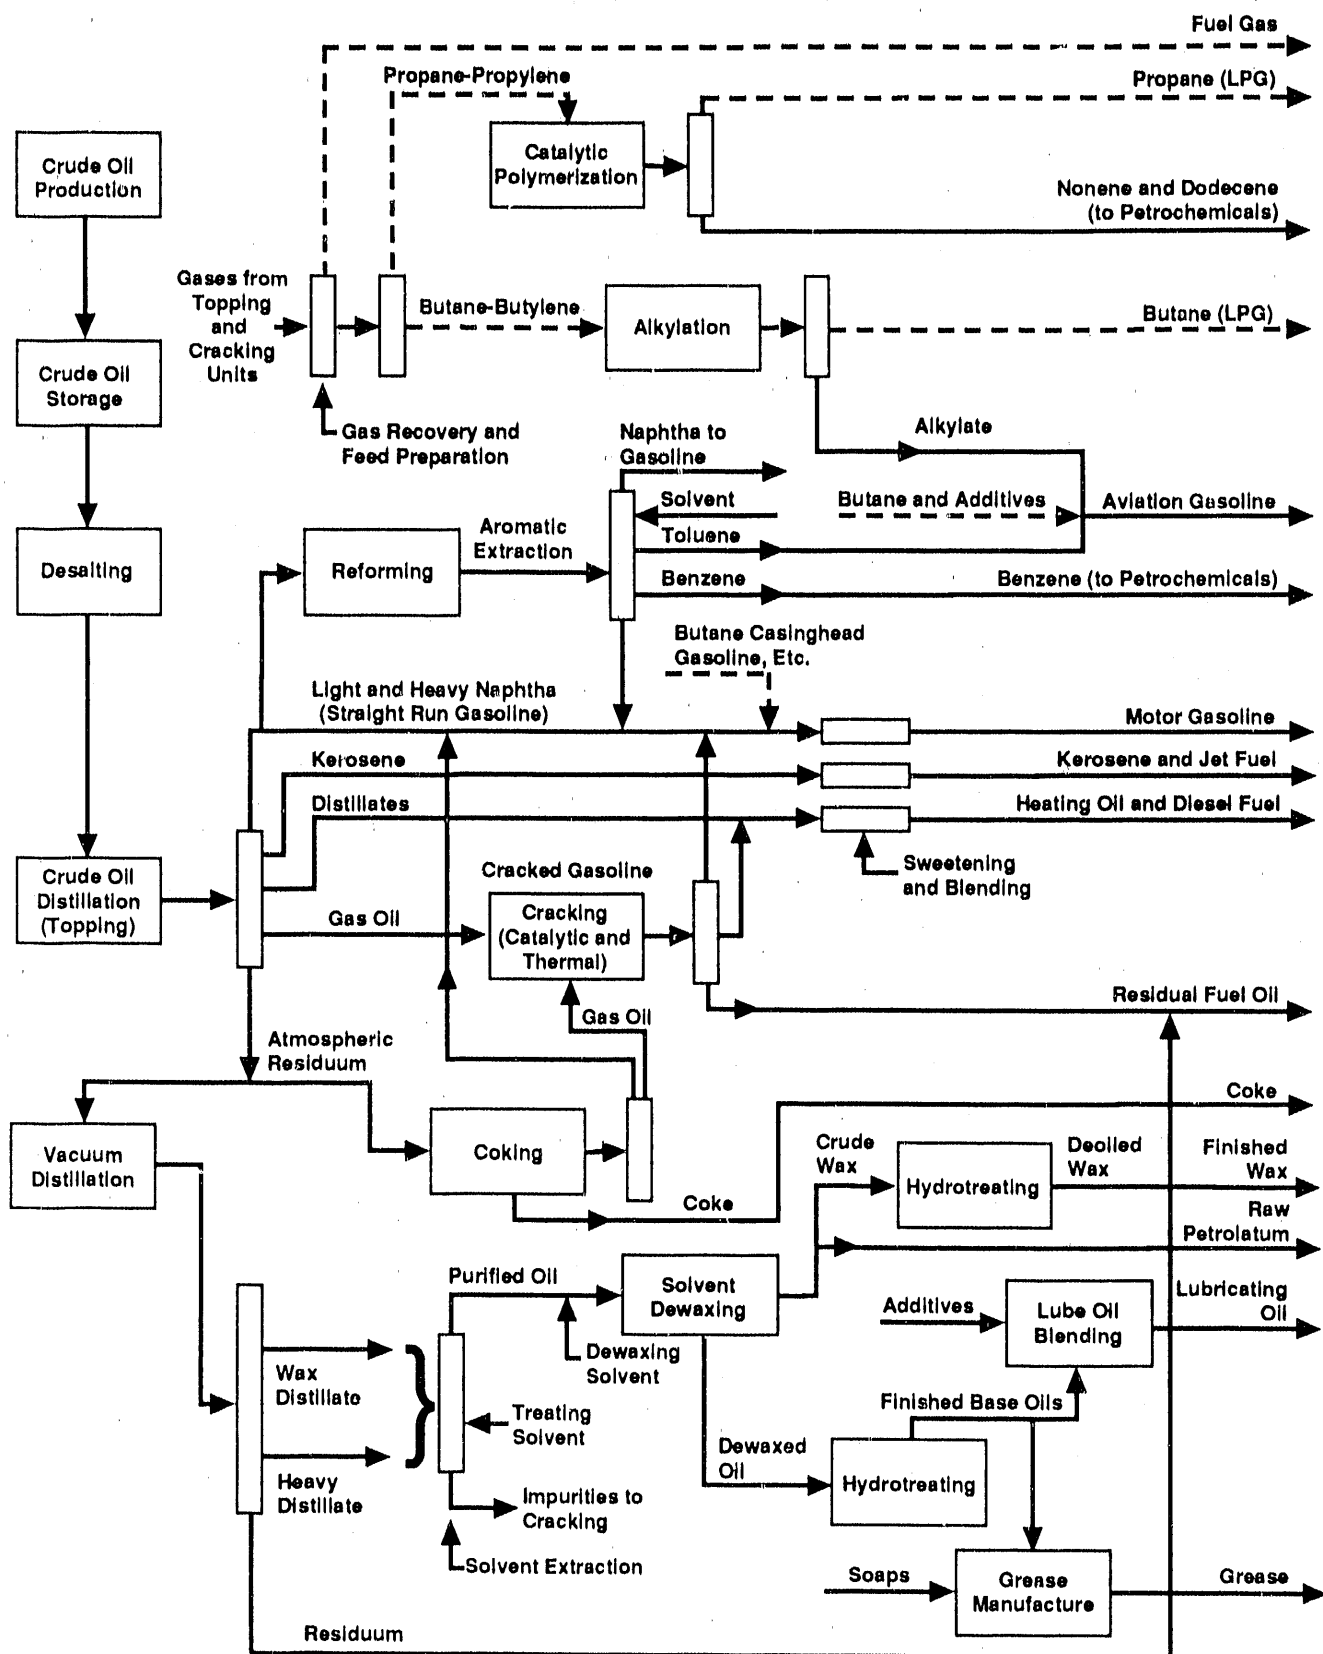 Fuel Gas
Propane-Propylene
Propane (LPG)
Crude Oil
Production
Catalytic
Polymerization
Nonene and Dodecene
(to Petrochemicals)
Gases from
Topping
and
Cracking
Units
Butane-Butylene
Alkylation
Butane (LPG)
Crude Oil
Storage
Gas Recovery and
Feed Preparation
Naphtha to
Gasoline
Alkylate
Solvent
Butane and Additives
Aviation Gasoline
Aromatic
Extraction
Toluene
Desalting
Reforming
Benzene
Benzene (to Petrochemicals)
Butane Casinghead
Gasoline, Etc.
Light and Heavy Naphtha
(Straight Run Gasoline)
Motor Gasoline
Kerosene
Kerosene and Jet Fuel
Distillates
Heating Oil and Diesel Fuel
Crude Oil
Distillation
(Topping)
Cracked Gasoline
Sweetening
and Blending
Gas Oil
Cracking
(Catalytic and
Thermal)
Residual Fuel Oil
Gas Oil
Atmospheric
Residuum
Coke
Vacuum
Distillation
Coking
Crude
Wax
Hydrotreating
Deoiled
Wax
Finished
Wax
Coke
Raw
Petrolatum
Purified Oil
Solvent
Dewaxing
Additives
Lube Oil
Blending
Lubricating
Oil
Wax
Distillate
Dewaxing
Solvent
Treating
Solvent
Finished Base Oils
Dewaxed
Oil
Hydrotreating
Heavy
Distillate
Impurities to
Cracking
Solvent Extraction
Soaps
Grease
Manufacture
Grease
Residuum